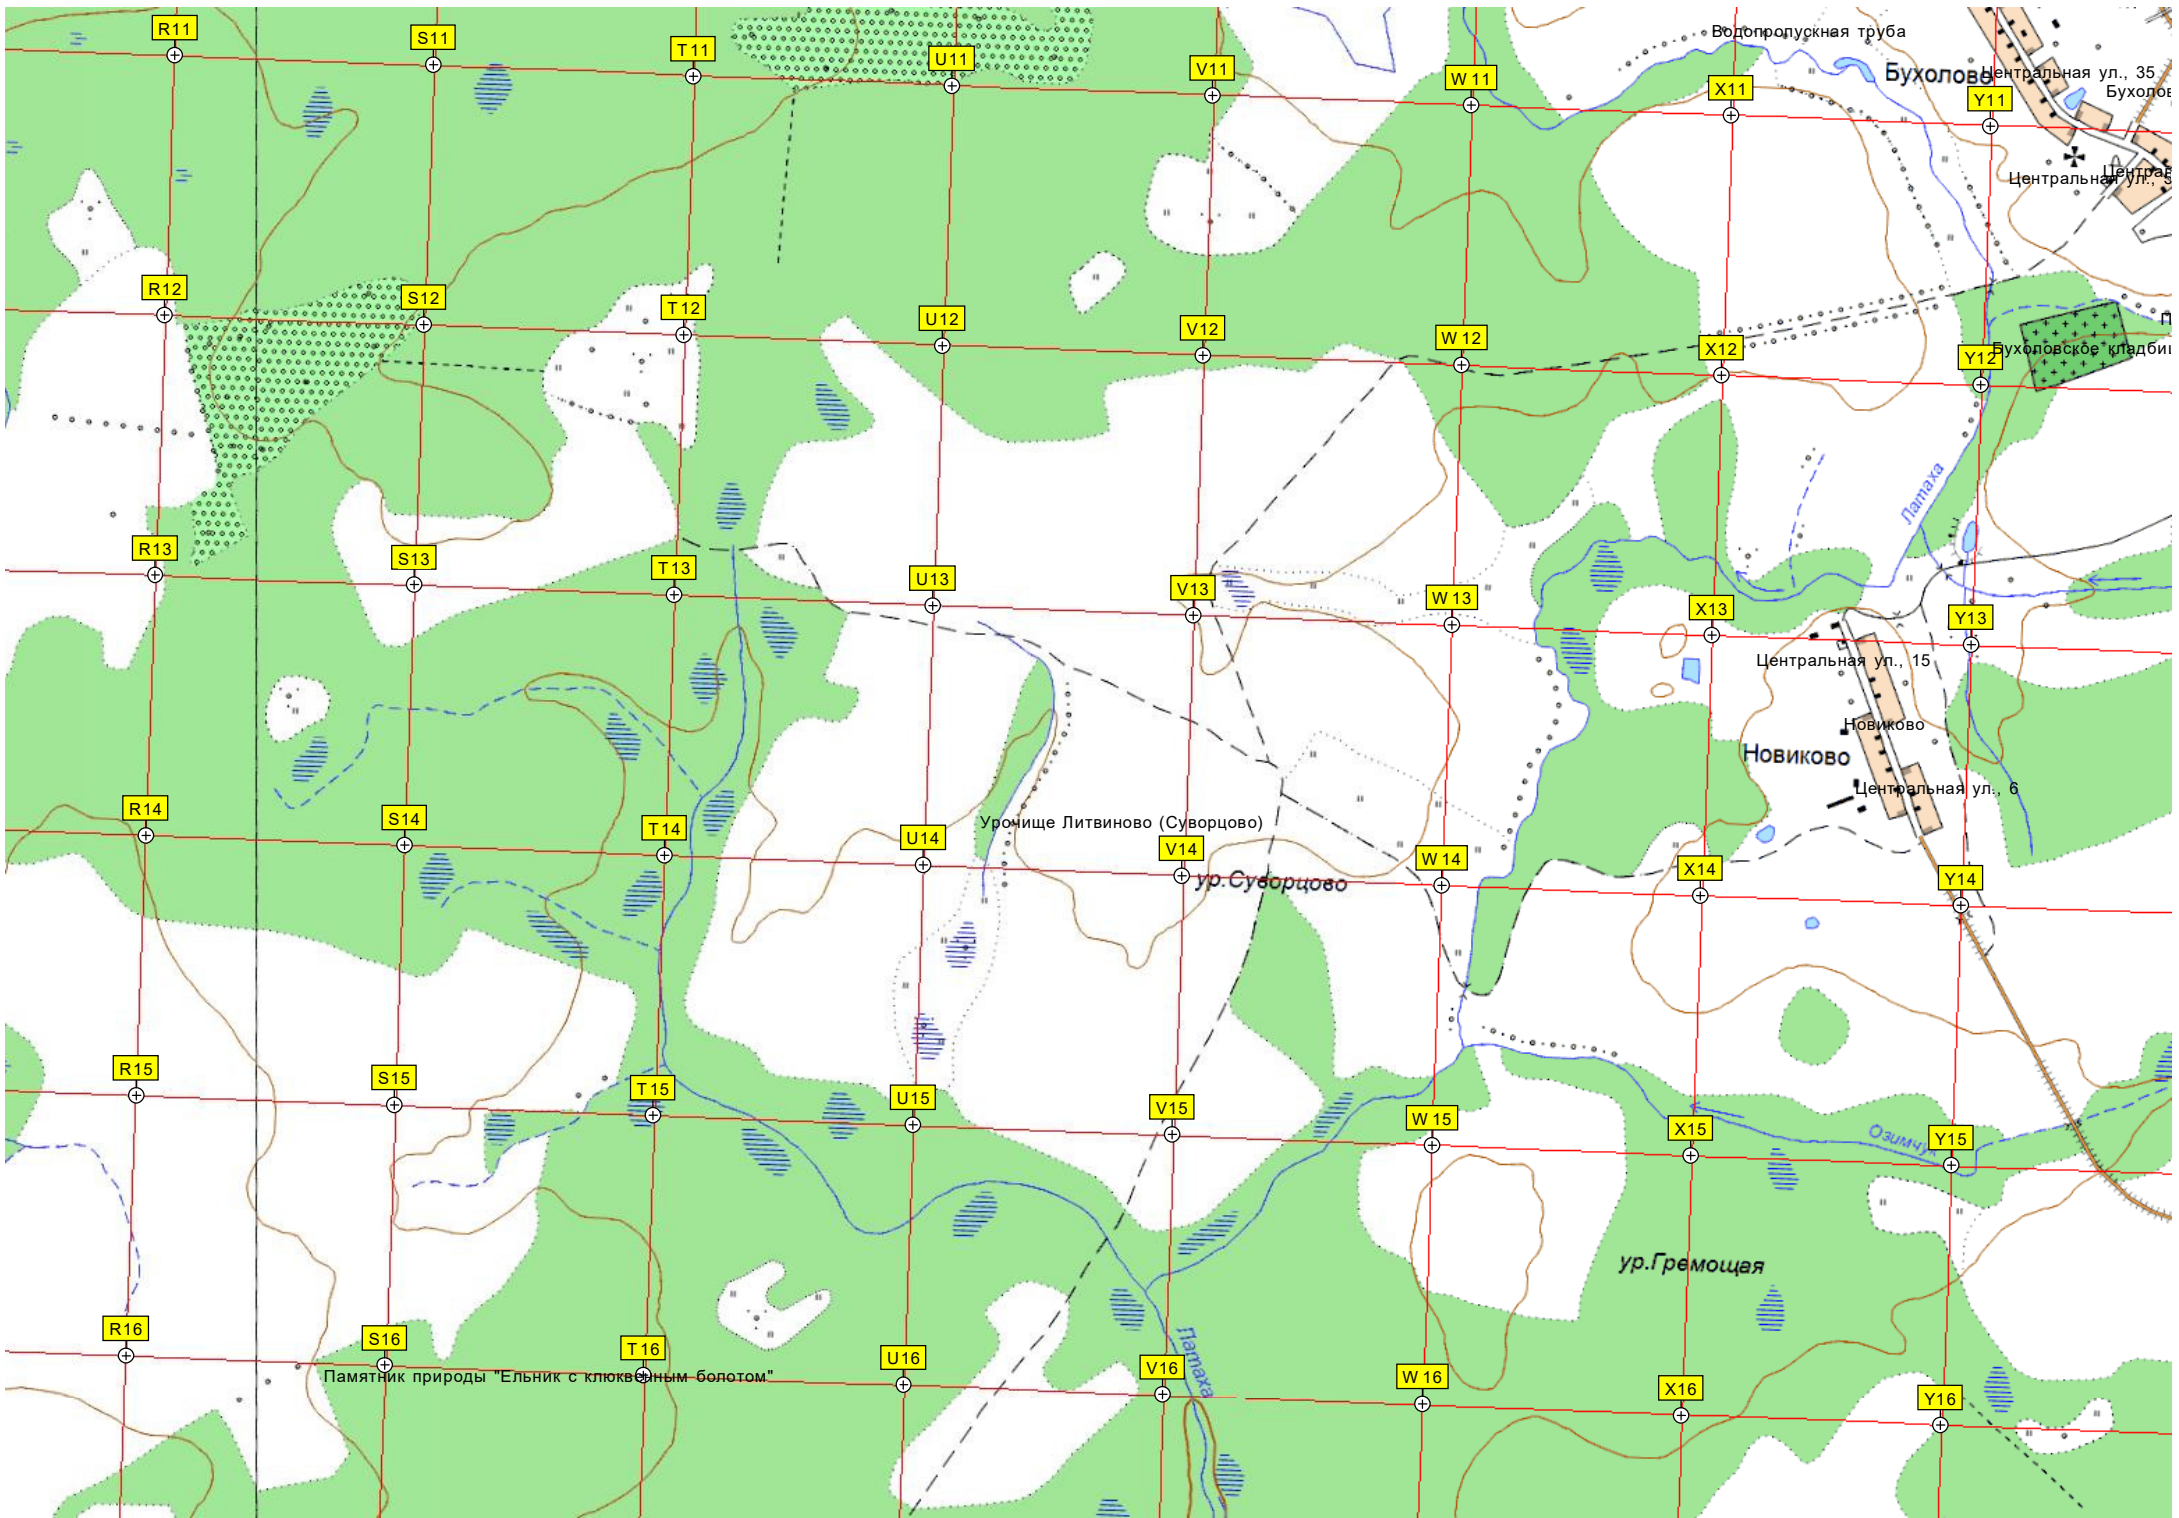 Водопропускная труба
R11
S11
T11
U11
V11
W11
X11
Y11
Бухолово
Центральная ул., 35
Центральная ул., 3
R12
S12
T12
U12
V12
W12
X12
Y12
Бухоловское кладби
Латаха
R13
S13
T13
U13
V13
W13
X13
Y13
Центральная ул., 15
Новиково
Новиково
Центральная ул., 6
R14
S14
T14
U14
V14
W14
X14
Y14
Урочище Литвиново (Суворцово)
ур.Суворцово
R15
S15
T15
U15
V15
W15
X15
Y15
Озимчук
ур.Гремощая
R16
S16
T16
U16
V16
W16
X16
Y16
Латаха
Памятник природы "Ельник с клюквенным болотом"